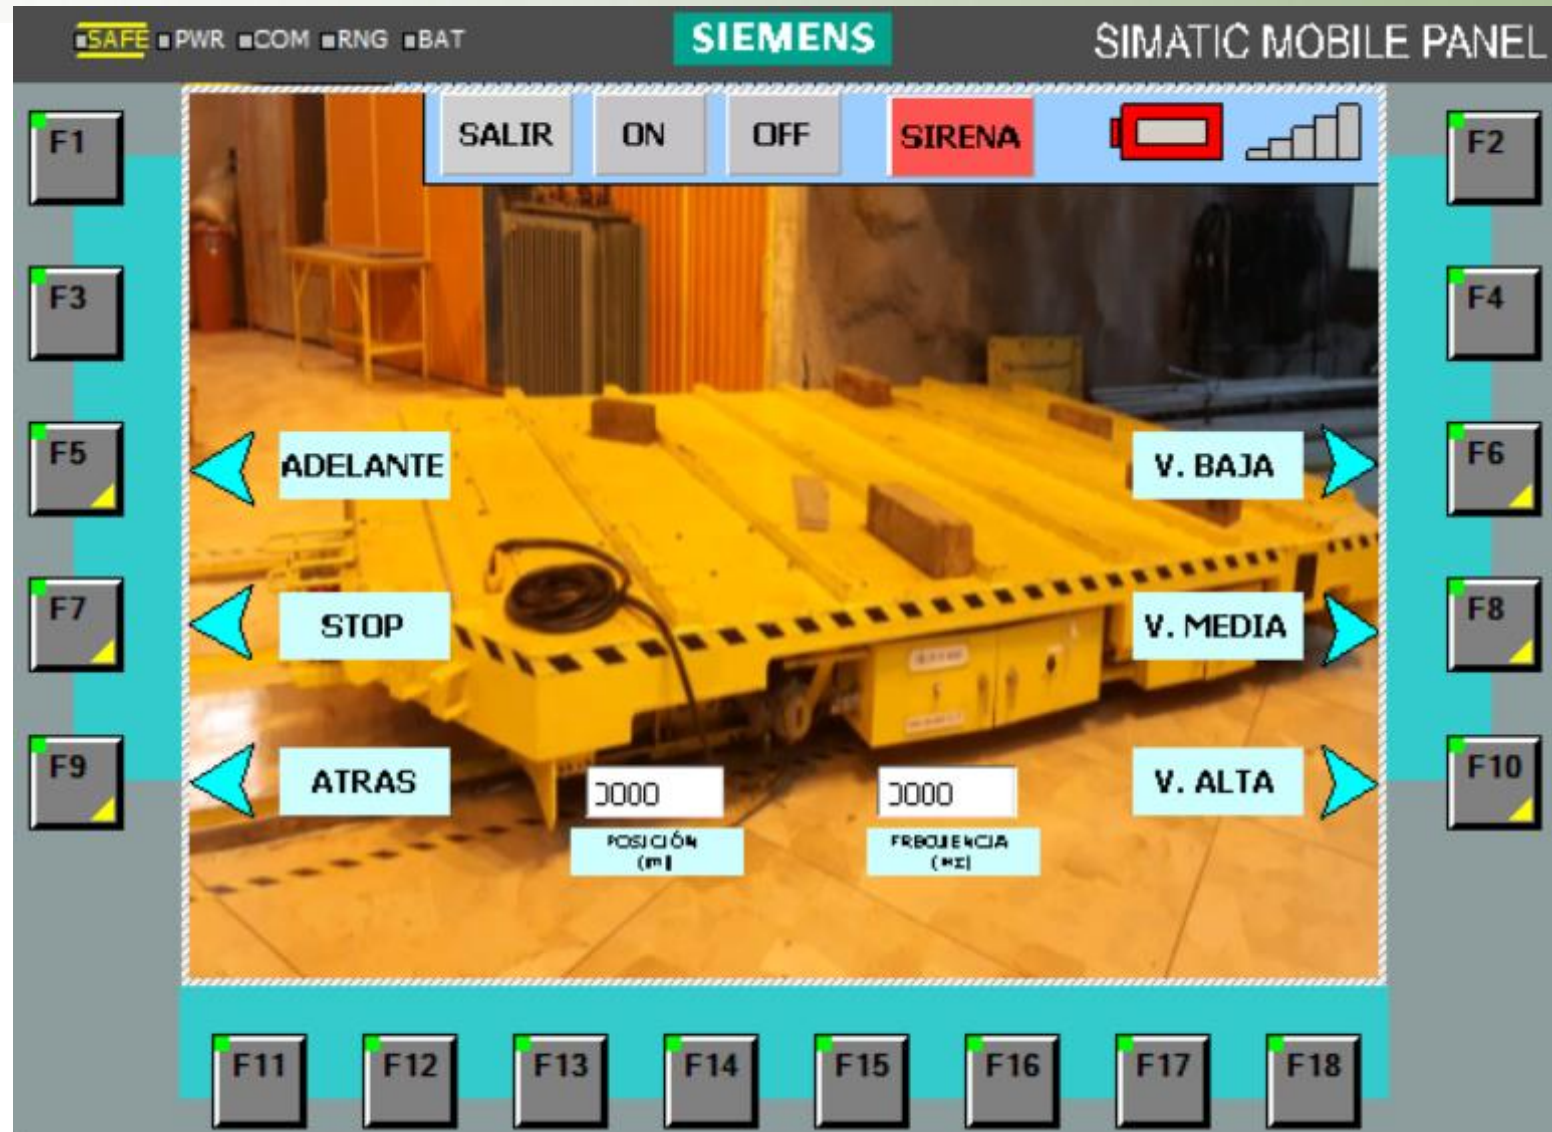 SAFE PWR COM RNG BAT
SIEMENS
SIMATIC MOBILE PANEL
F1
SALIR ON OFF SIRENA
F2
F3
F4
F5
ADELANTE
V. BAJA
F6
F7
STOP
V. MEDIA
F8
F9
ATRAS
V. ALTA
F10
0000
0000
POSICIÓN
(m)
FRECUENCIA
(HZ)
F11 F12 F13 F14 F15 F16 F17 F18